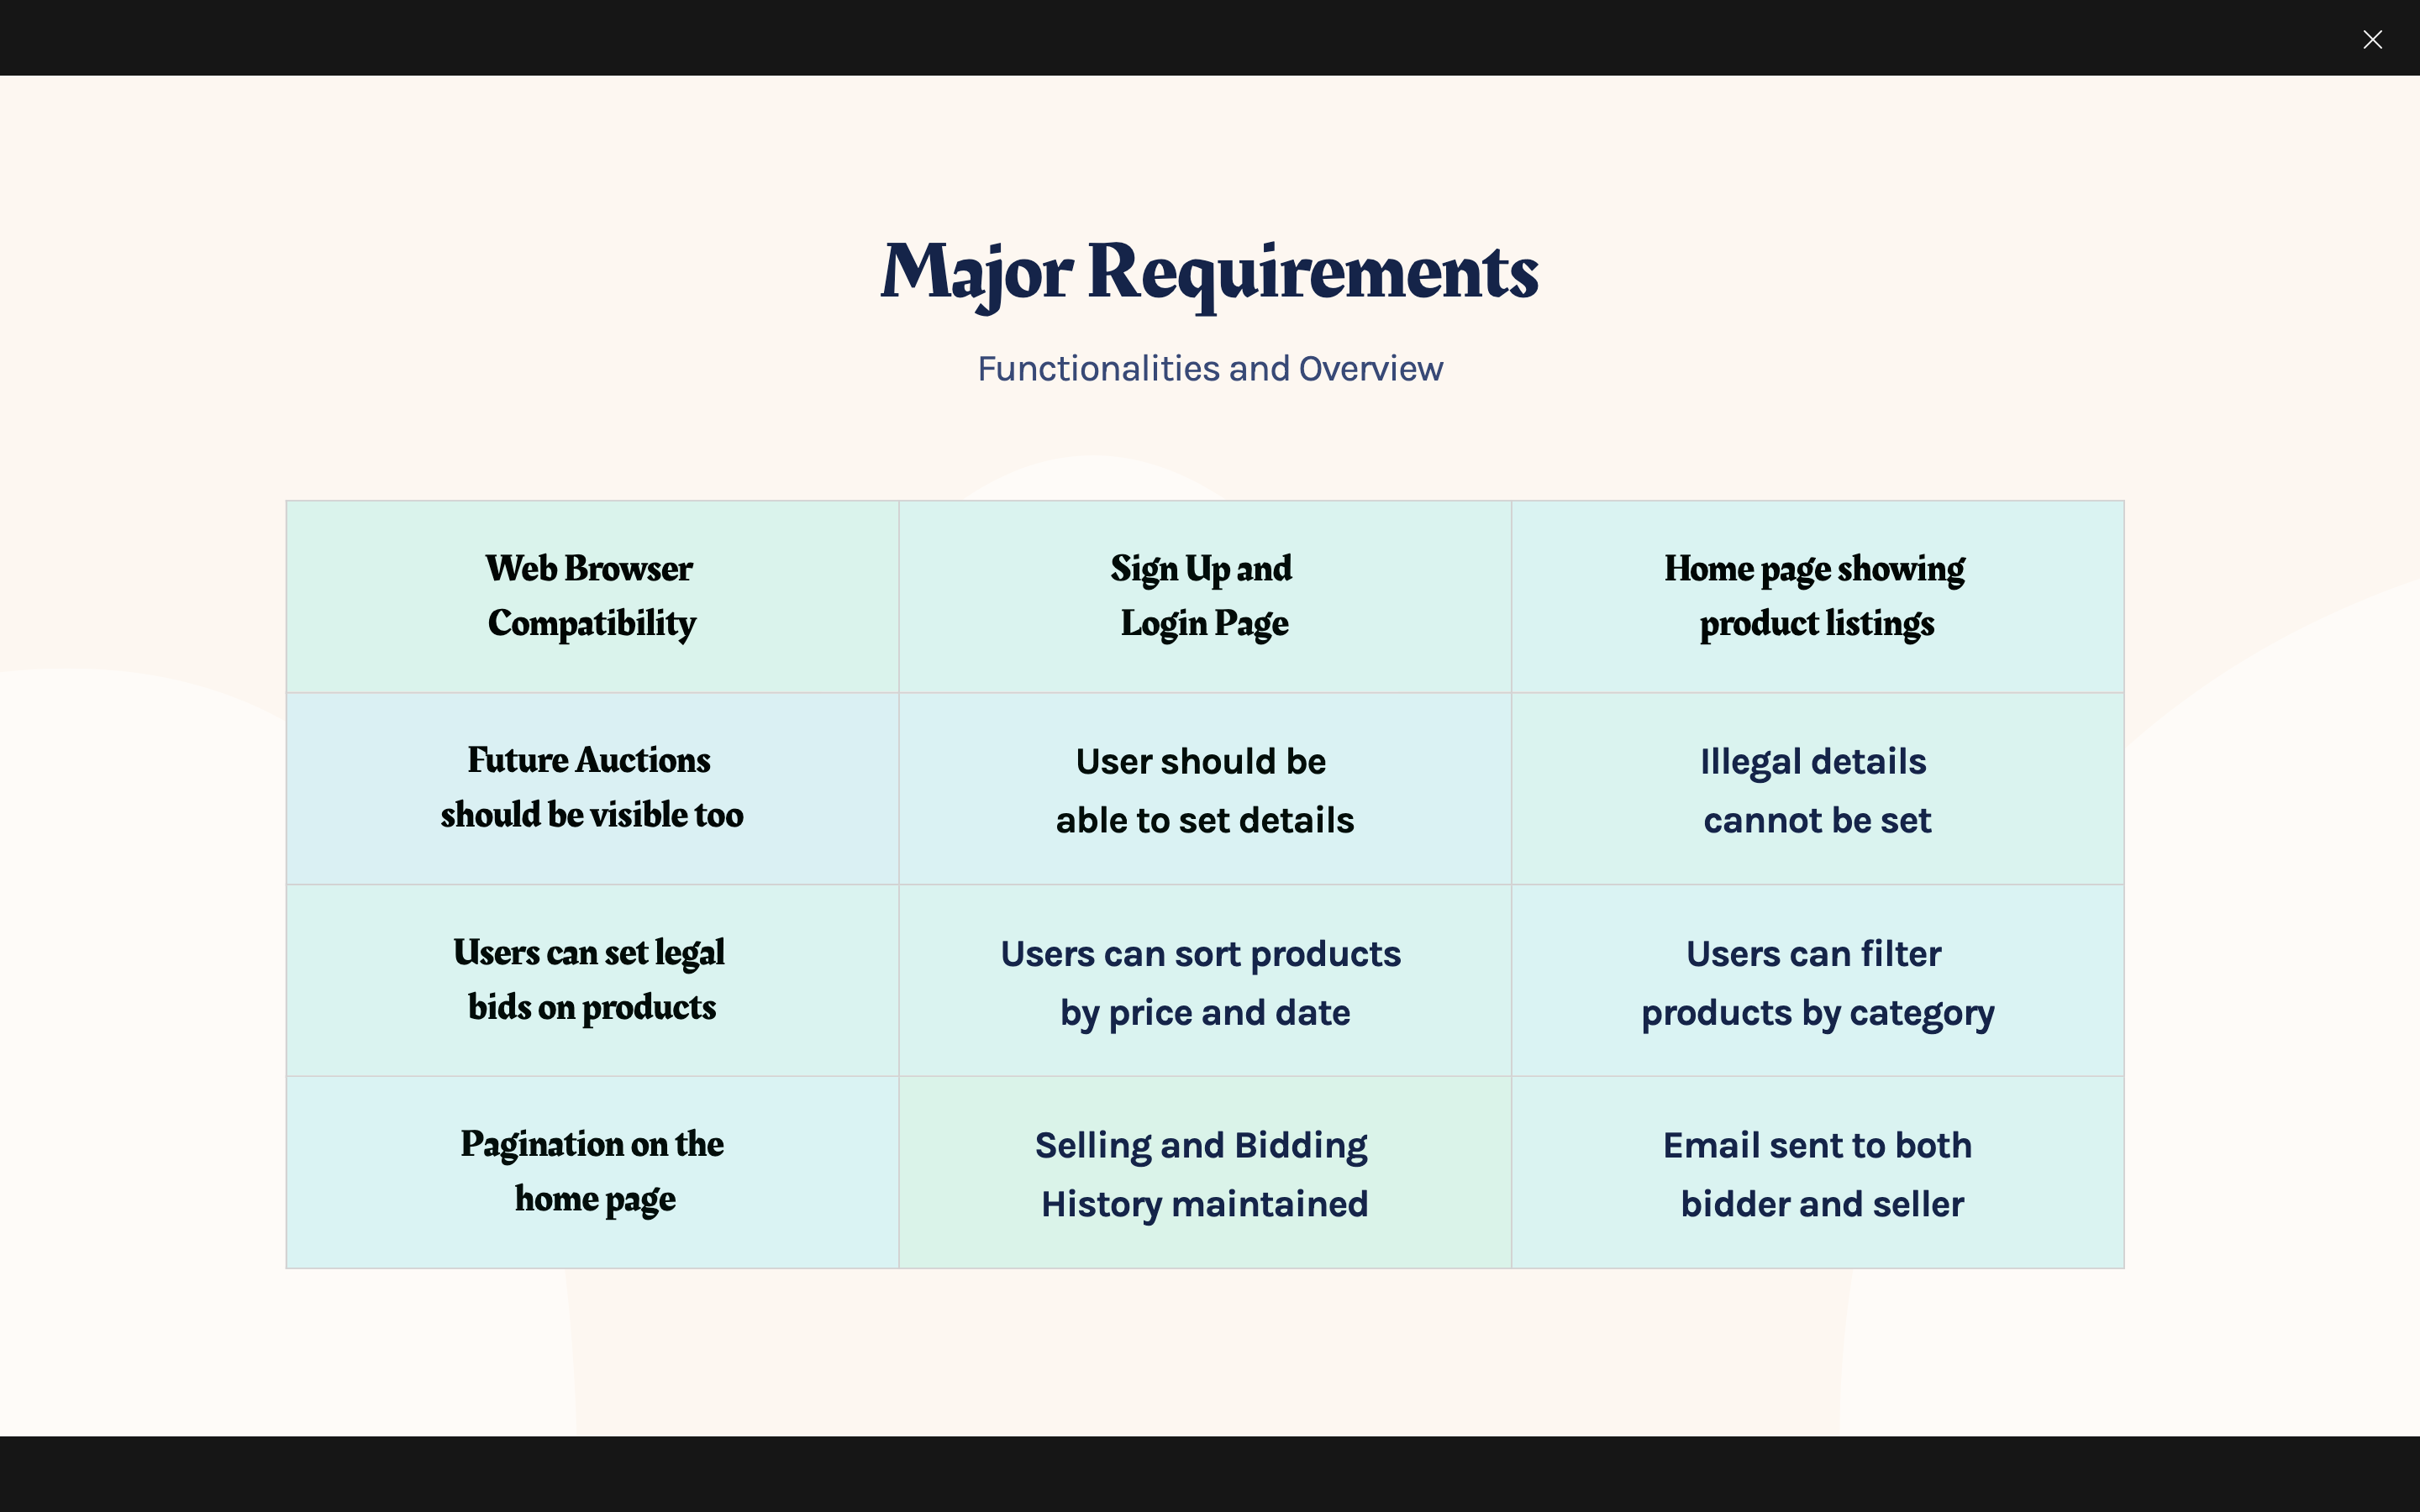 Major Requirements
Functionalities and Overview
Web Browser
Compatibility
Sign Up and
Login Page
Home page showing
product listings
Future Auctions
should be visible too
User should be
able to set details
Illegal details
cannot be set
Users can set legal
bids on products
Users can sort products
by price and date
Users can filter
products by category
Pagination on the
home page
Selling and Bidding
History maintained
Email sent to both
bidder and seller